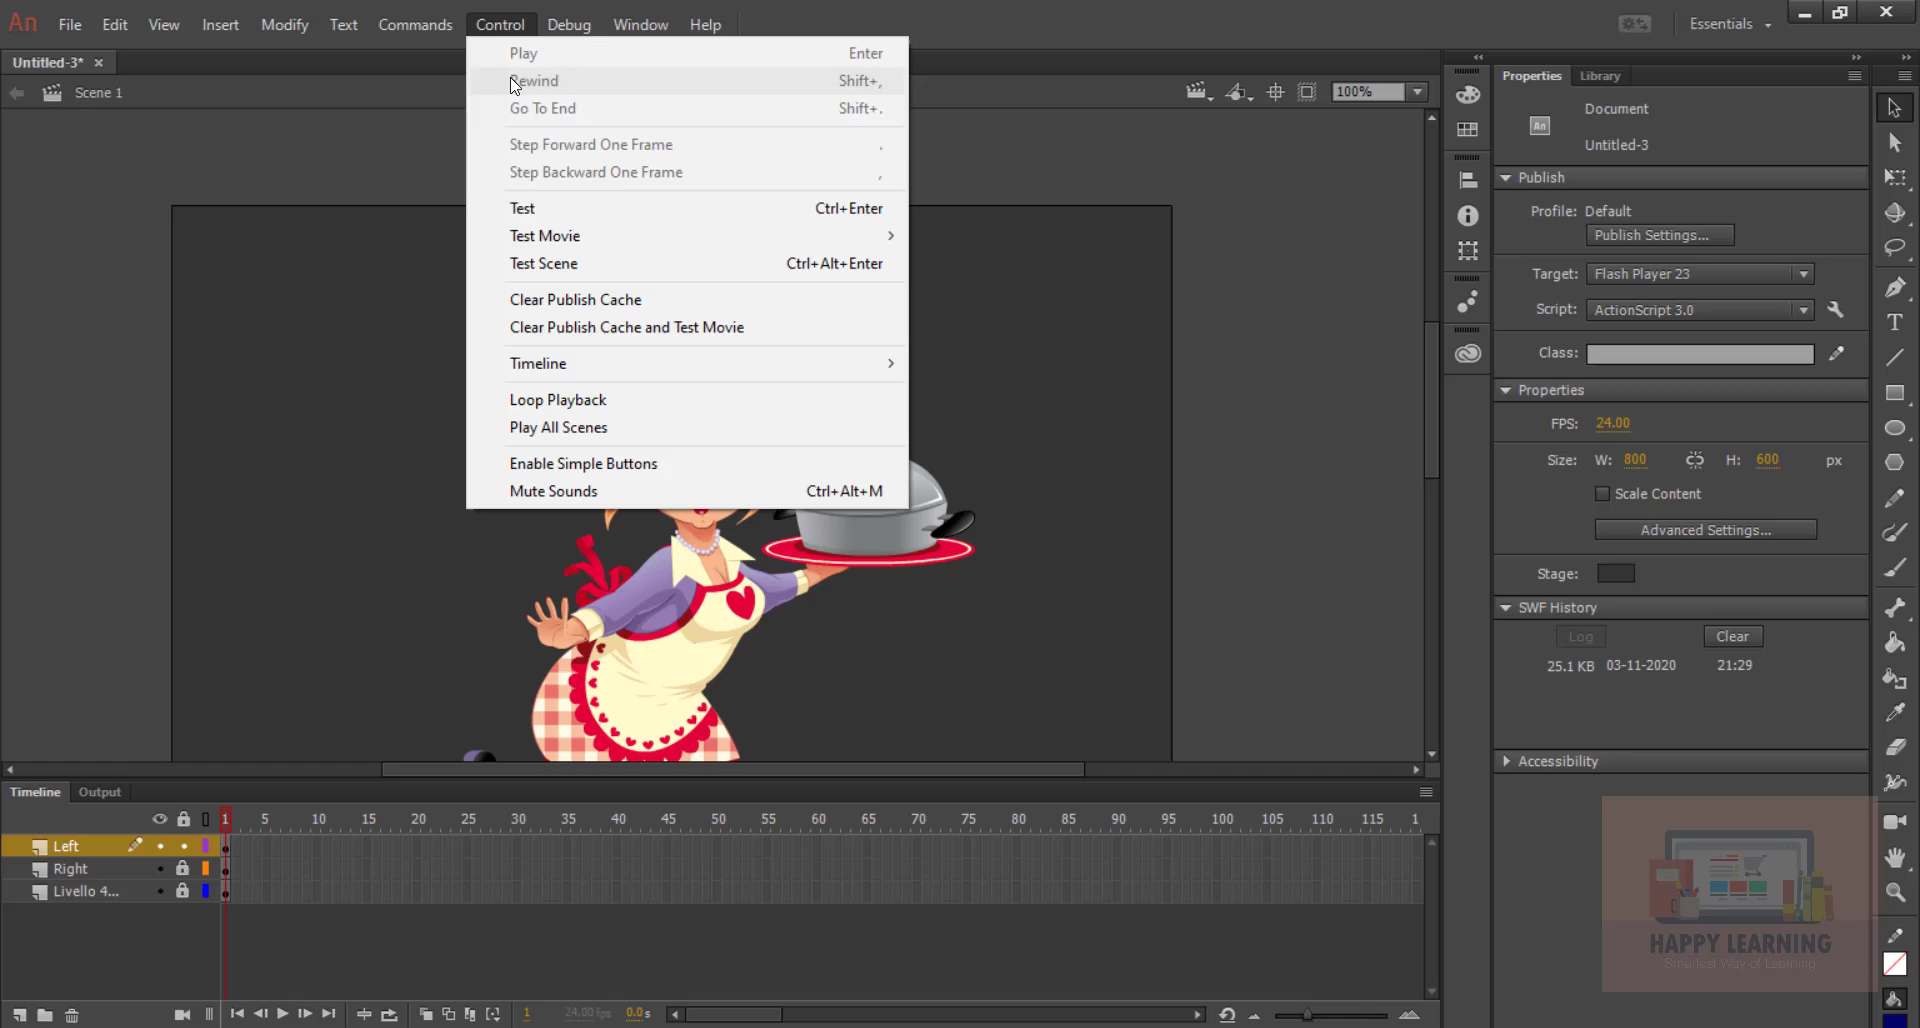 An File Edit View Insert Modify Text Commands Control Debug Window Help Essentials
Untitled-3* ×
Scene 1
100%
Play Enter
Rewind Shift+,
Go To End Shift+.
Step Forward One Frame .
Step Backward One Frame ,
Test Ctrl+Enter
Test Movie
Test Scene Ctrl+Alt+Enter
Clear Publish Cache
Clear Publish Cache and Test Movie
Timeline
Loop Playback
Play All Scenes
Enable Simple Buttons
Mute Sounds Ctrl+Alt+M
Properties Library
Document
An
Untitled-3
Publish
Profile: Default
Publish Settings...
Target: Flash Player 23
Script: ActionScript 3.0
Class:
Properties
FPS: 24.00
Size: W: 800 H: 600 px
Scale Content
Advanced Settings...
Stage:
SWF History
Log Clear
25.1 KB 03-11-2020 21:29
Accessibility
Timeline Output
1 5 10 15 20 25 30 35 40 45 50 55 60 65 70 75 80 85 90 95 100 105 110 115 1
Left
Right
Livello 4...
1 24.00 fps 0.0 s
HAPPY LEARNING
Smartest Way of Learning